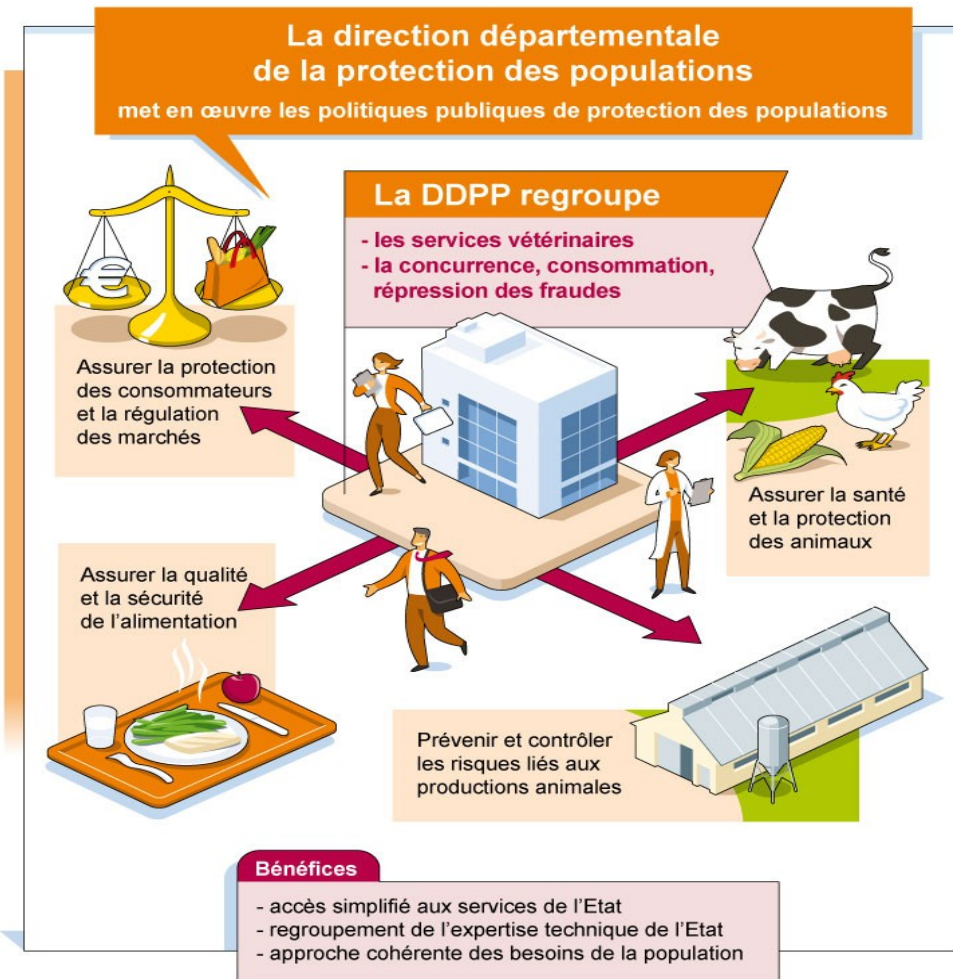 La direction départementale
de la protection des populations
met en œuvre les politiques publiques de protection des populations
La DDPP regroupe
- les services vétérinaires
- la concurrence, consommation,
répression des fraudes
€
Assurer la protection
des consommateurs
et la régulation
des marchés
Assurer la santé
et la protection
des animaux
Assurer la qualité
et la sécurité
de l'alimentation
Prévenir et contrôler
les risques liés aux
productions animales
Bénéfices
- accès simplifié aux services de l'Etat
- regroupement de l'expertise technique de l'Etat
- approche cohérente des besoins de la population